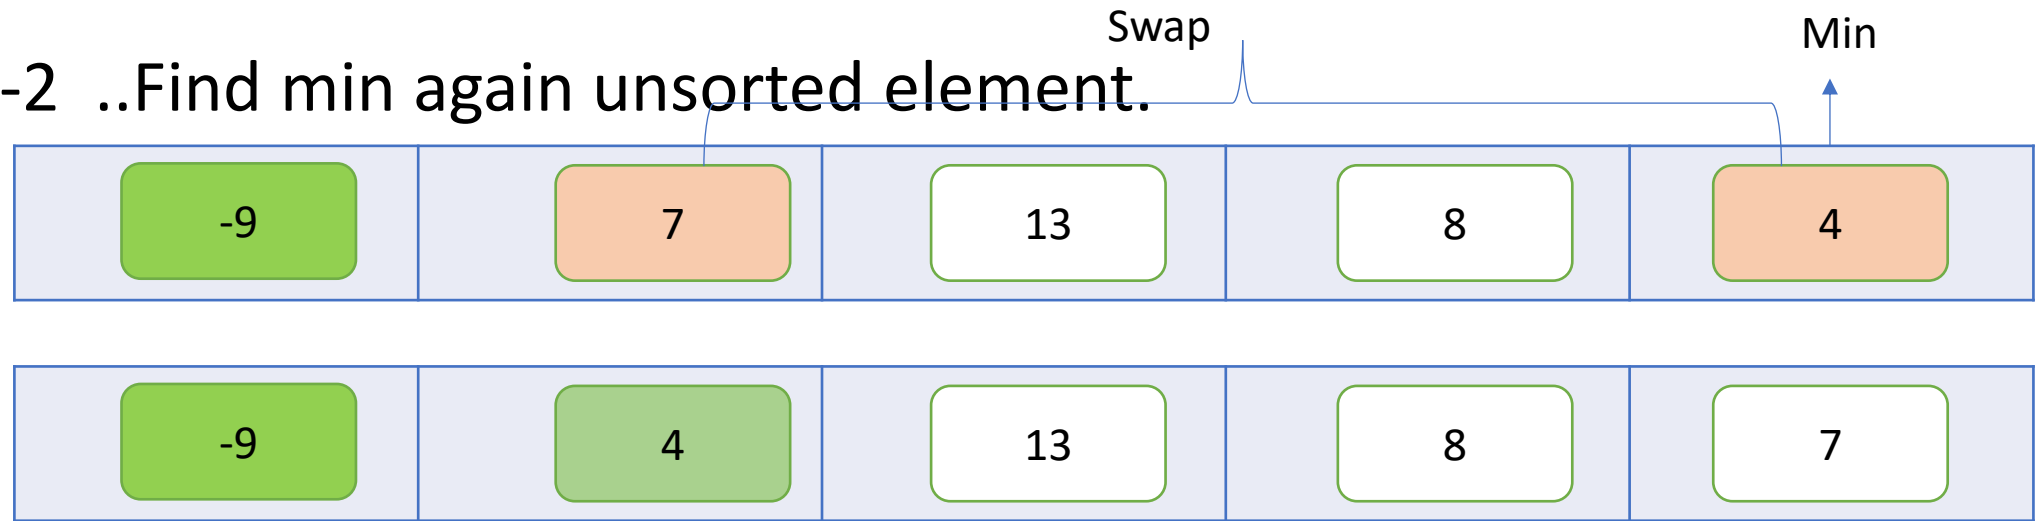 Swap
Min
-2 ..Find min again unsorted element.
-9 7 13 8 4
-9 4 13 8 7